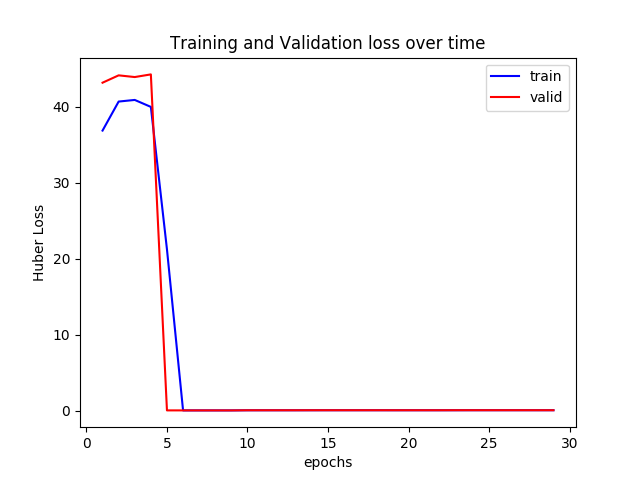 Training and Validation loss over time
train
valid
Huber Loss
40
30
20
10
0
0 5 10 15 20 25 30
epochs